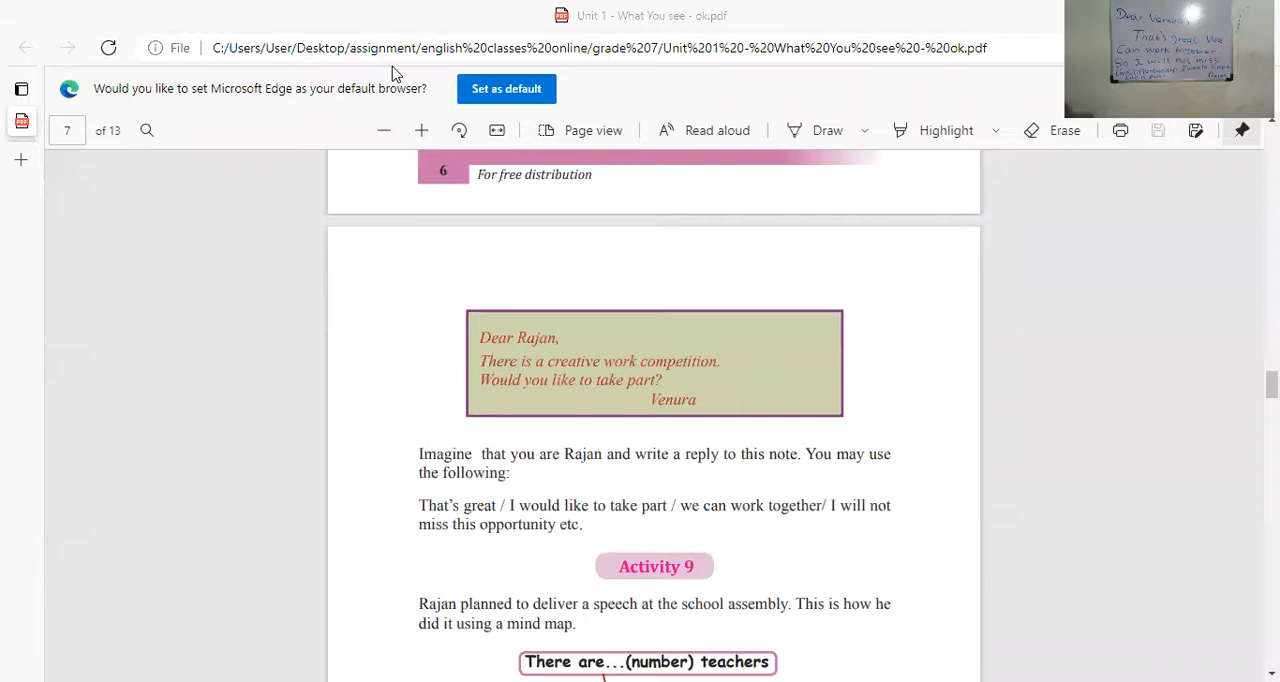 Unit 1 - What You see - ok.pdf
File
C:/Users/User/Desktop/assignment/english%20classs%20online/grade%207/Unit%201%20-%20What%20You%20see%20-%20ok.pdf
Would you like to set Microsoft Edge as your default browser?
Set as default
7 of 13
Page view
Read aloud
Draw
Highlight
Erase
Dear Venura,
That's great We
Can work together
So I will not miss
this opportunity. I would
Rajan
6
For free distribution
Dear Rajan,
There is a creative work competition.
Would you like to take part?
Venura
Imagine that you are Rajan and write a reply to this note. You may use
the following:
That's great / I would like to take part / we can work together/ I will not
miss this opportunity etc.
Activity 9
Rajan planned to deliver a speech at the school assembly. This is how he
did it using a mind map.
There are...(number) teachers